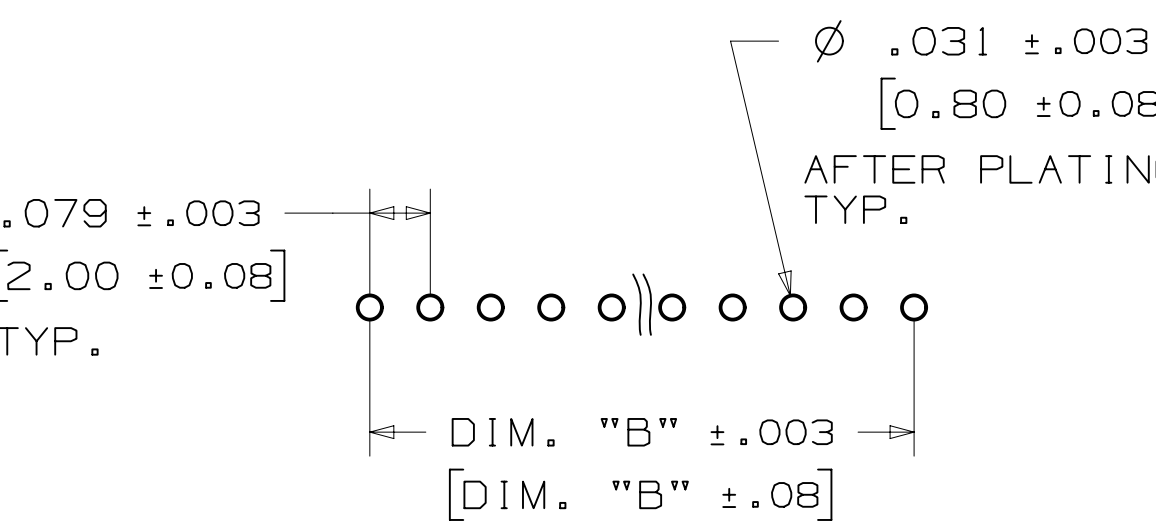 Ø .031 ±.003
[0.80 ±0.08
AFTER PLATING
TYP.
.079 ±.003
[2.00 ±0.08]
TYP.
DIM. "B" ±.003
[DIM. "B" ±.08]